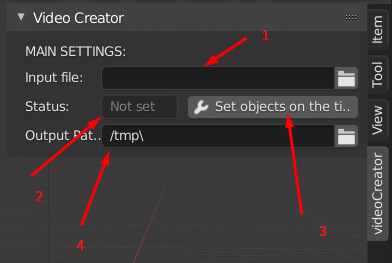 Video Creator
MAIN SETTINGS:
Input file:
1
Status:
Not set
Set objects on the ti..
Output Pat..
/tmp\
2
3
4
Item
Tool
View
videoCreator